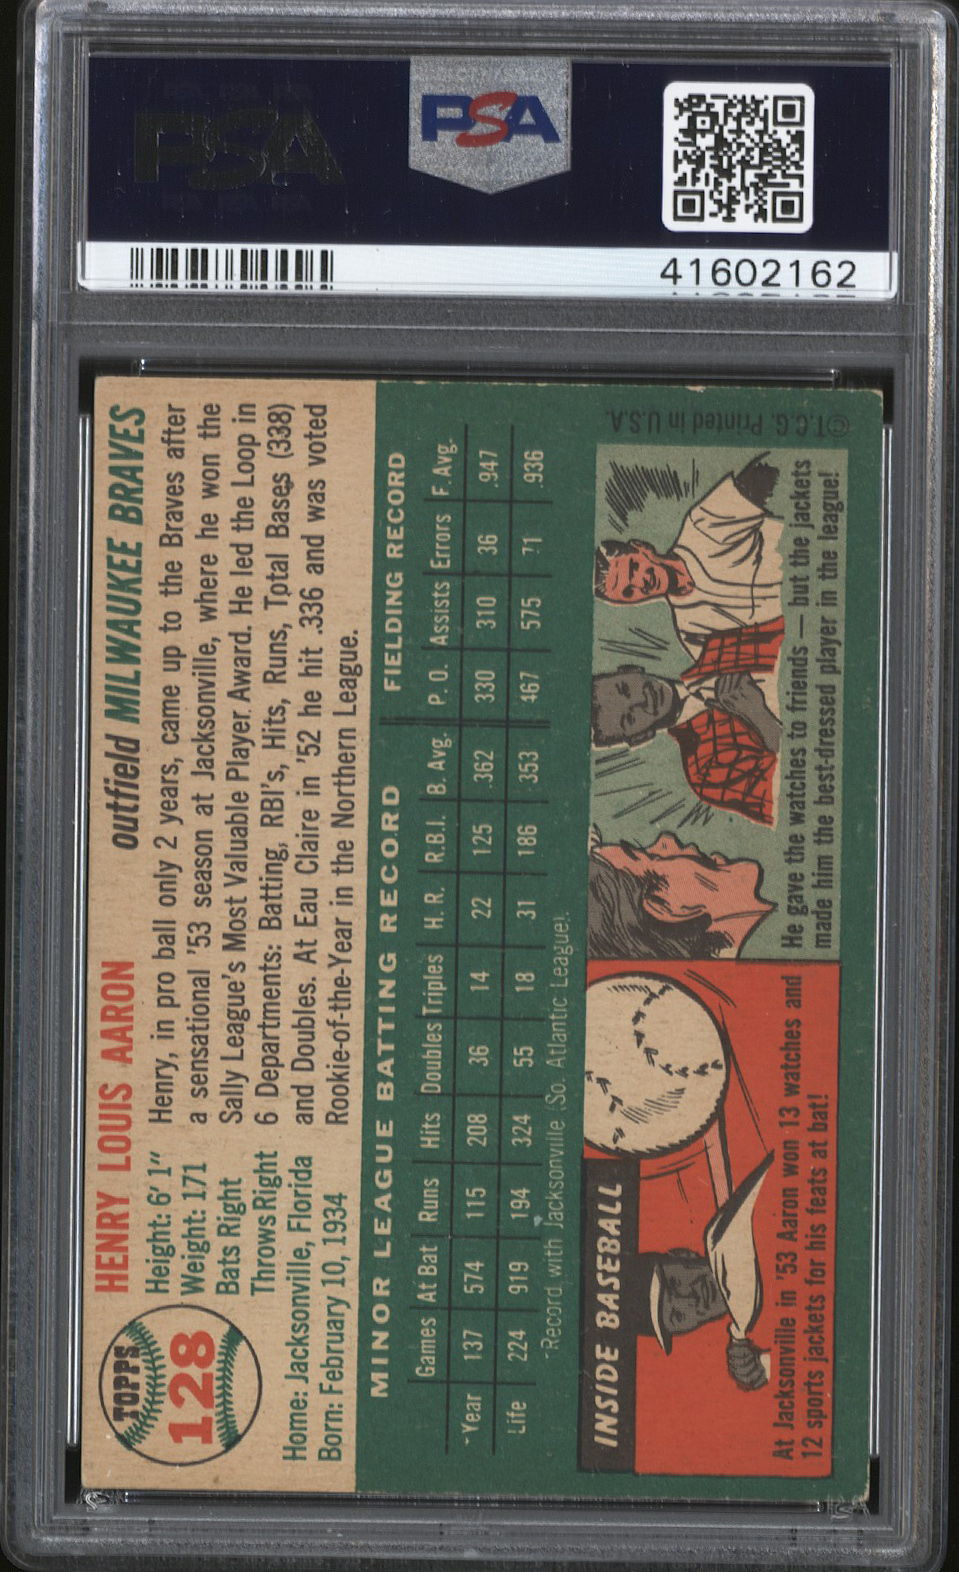 PSA
PSA
41602162
TOPPS
128
HENRY LOUIS AARON
outfield MILWAUKEE BRAVES
Height: 6' 1"
Weight: 171
Bats Right
Throws Right
Home: Jacksonville, Florida
Born: February 10, 1934
Henry, in pro ball only 2 years, came up to the Braves after
a sensational '53 season at Jacksonville, where he won the
Sally League's Most Valuable Player Award. He led the Loop in
6 Departments: Batting, RBI's, Hits, Runs, Total Bases (338)
and Doubles. At Eau Claire in '52 he hit .336 and was voted
Rookie-of-the-Year in the Northern League.
MINOR LEAGUE BATTING RECORD FIELDING RECORD
Games At Bat Runs Hits Doubles Triples H. R. R.B.I. B. Avg. P. O. Assists Errors F. Avg.
Year 137 574 115 208 36 14 22 125 .362 330 310 36 .947
Life 224 919 194 324 55 18 31 186 .353 467 575 71 .936
*Record with Jacksonville (So. Atlantic League).
INSIDE BASEBALL
At Jacksonville in '53 Aaron won 13 watches and
12 sports jackets for his feats at bat!
He gave the watches to friends — but the jackets
made him the best-dressed player in the league!
©T.C.G. Printed in U.S.A.